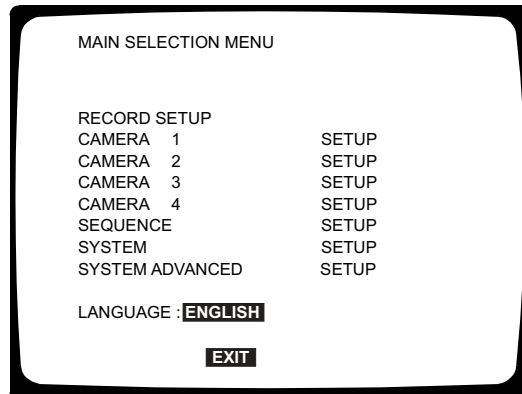 MAIN SELECTION MENU
RECORD SETUP
CAMERA 1 SETUP
CAMERA 2 SETUP
CAMERA 3 SETUP
CAMERA 4 SETUP
SEQUENCE SETUP
SYSTEM SETUP
SYSTEM ADVANCED SETUP
LANGUAGE : ENGLISH
EXIT